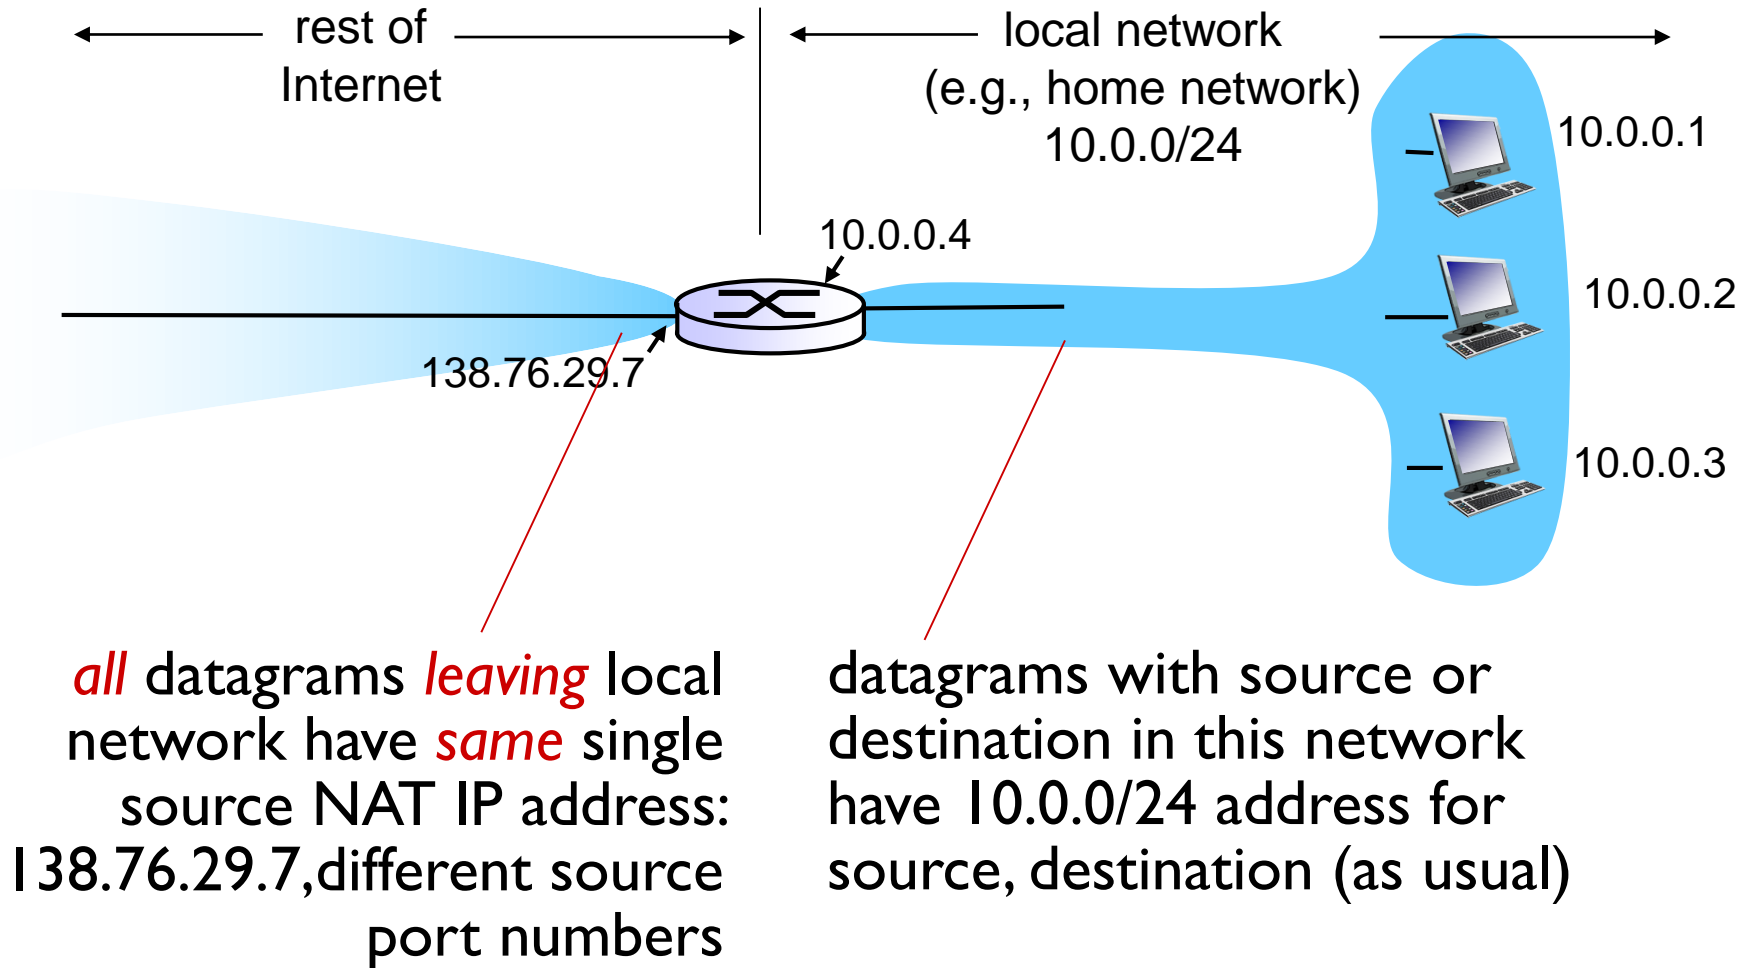 rest of
Internet
local network
(e.g., home network)
10.0.0/24
10.0.0.1
10.0.0.4
10.0.0.2
138.76.29.7
10.0.0.3
all datagrams leaving local
network have same single
source NAT IP address:
138.76.29.7,different source
port numbers
datagrams with source or
destination in this network
have 10.0.0/24 address for
source, destination (as usual)